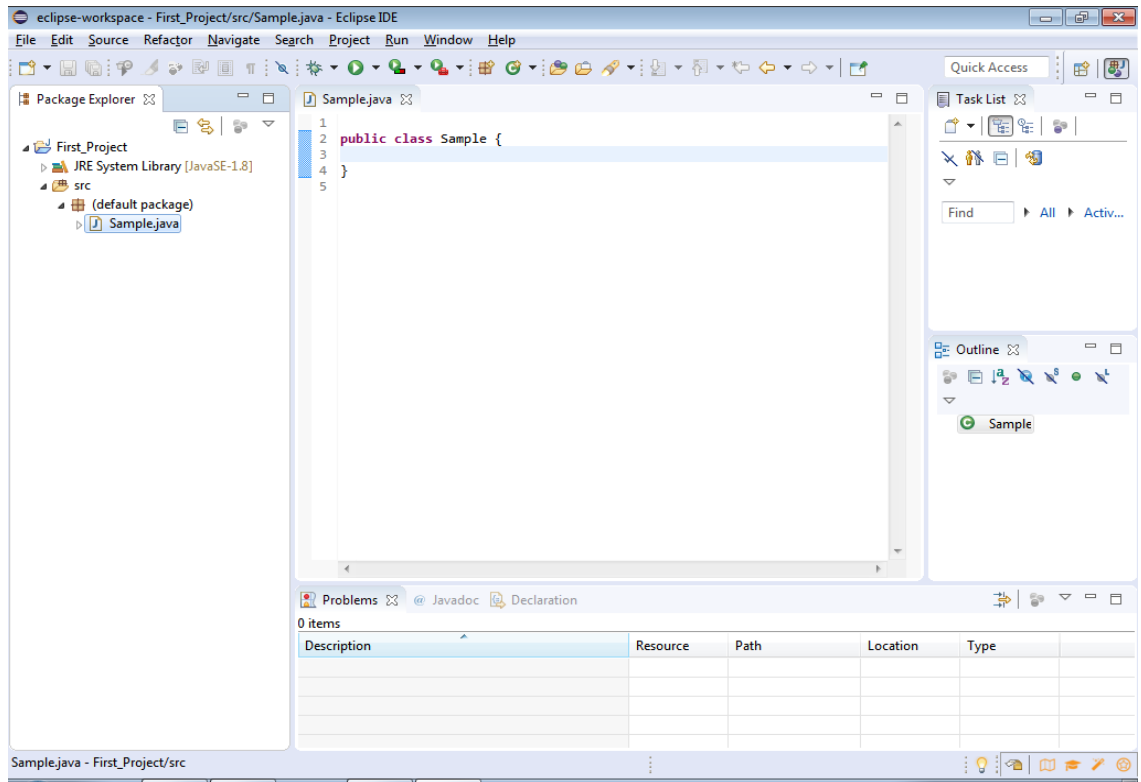 eclipse-workspace - First_Project/src/Sample.java - Eclipse IDE
File Edit Source Refactor Navigate Search Project Run Window Help
Quick Access
Package Explorer
First_Project
JRE System Library [JavaSE-1.8]
src
(default package)
Sample.java
Sample.java
1
2 public class Sample {
3
4 }
5
Task List
Find All Activ...
Outline
Sample
Problems @ Javadoc Declaration
0 items
Description Resource Path Location Type
Sample.java - First_Project/src